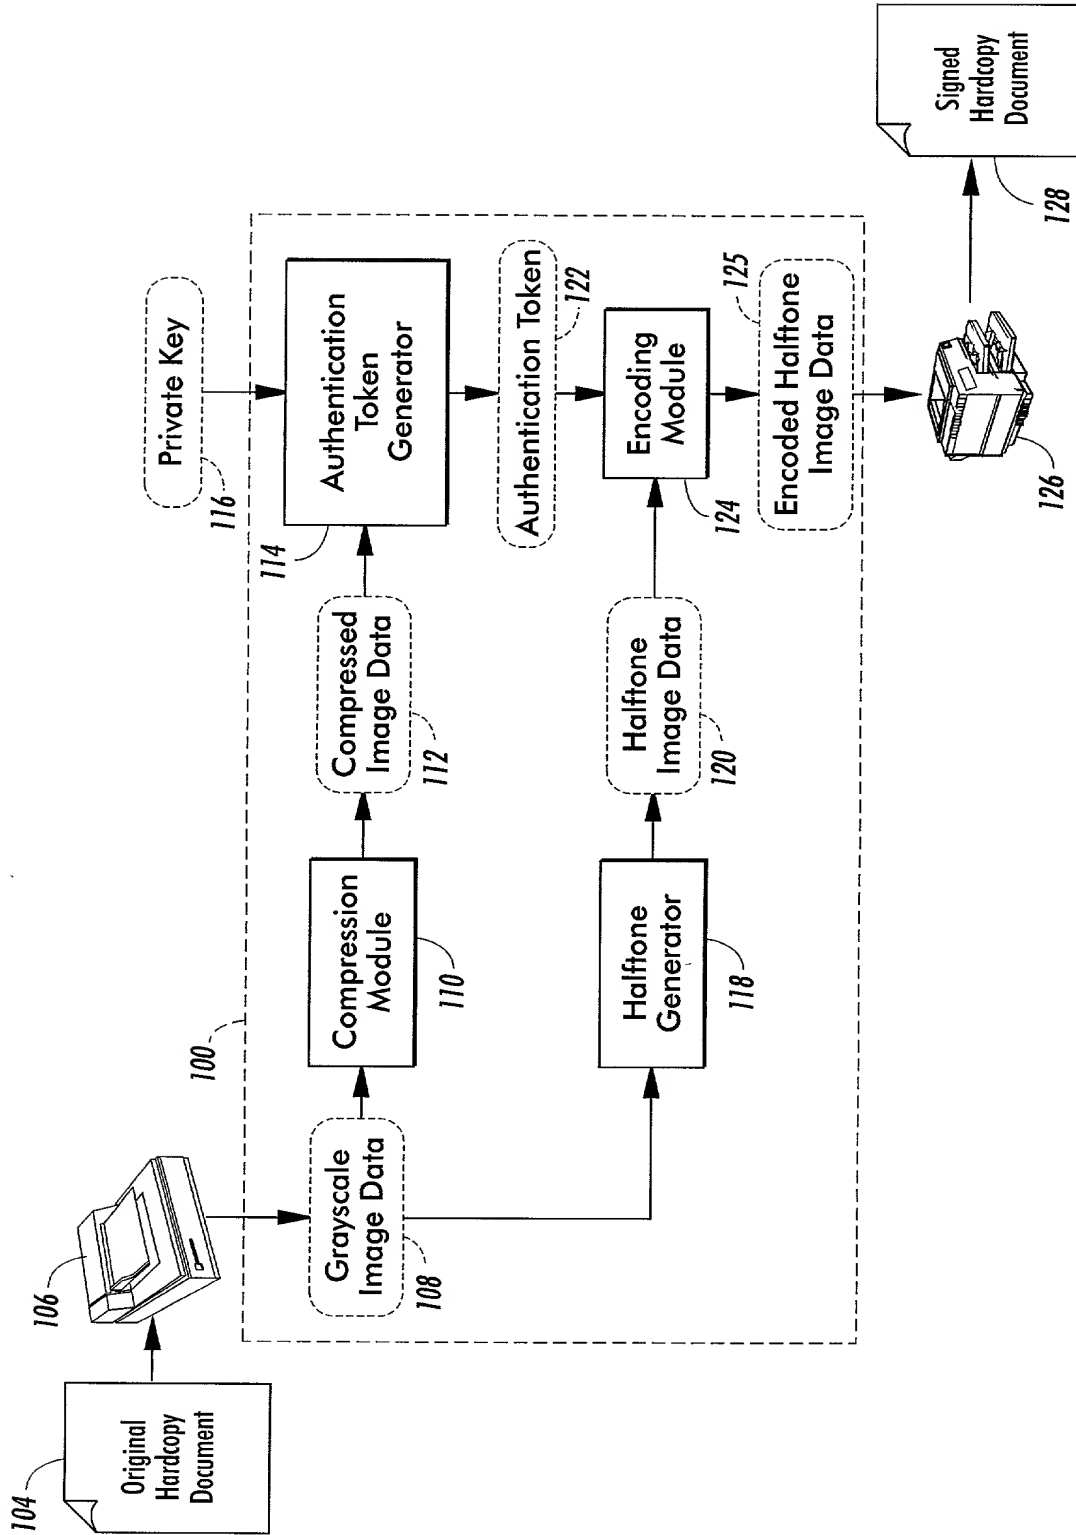 104
Original
Hardcopy
Document
106
100
Grayscale
Image Data
108
Compression
Module
110
Compressed
Image Data
112
Private Key
116
Authentication
Token
Generator
114
Halftone
Generator
118
Halftone
Image Data
120
Authentication Token
122
Encoding
Module
124
Encoded Halftone
Image Data
125
126
Signed
Hardcopy
Document
128